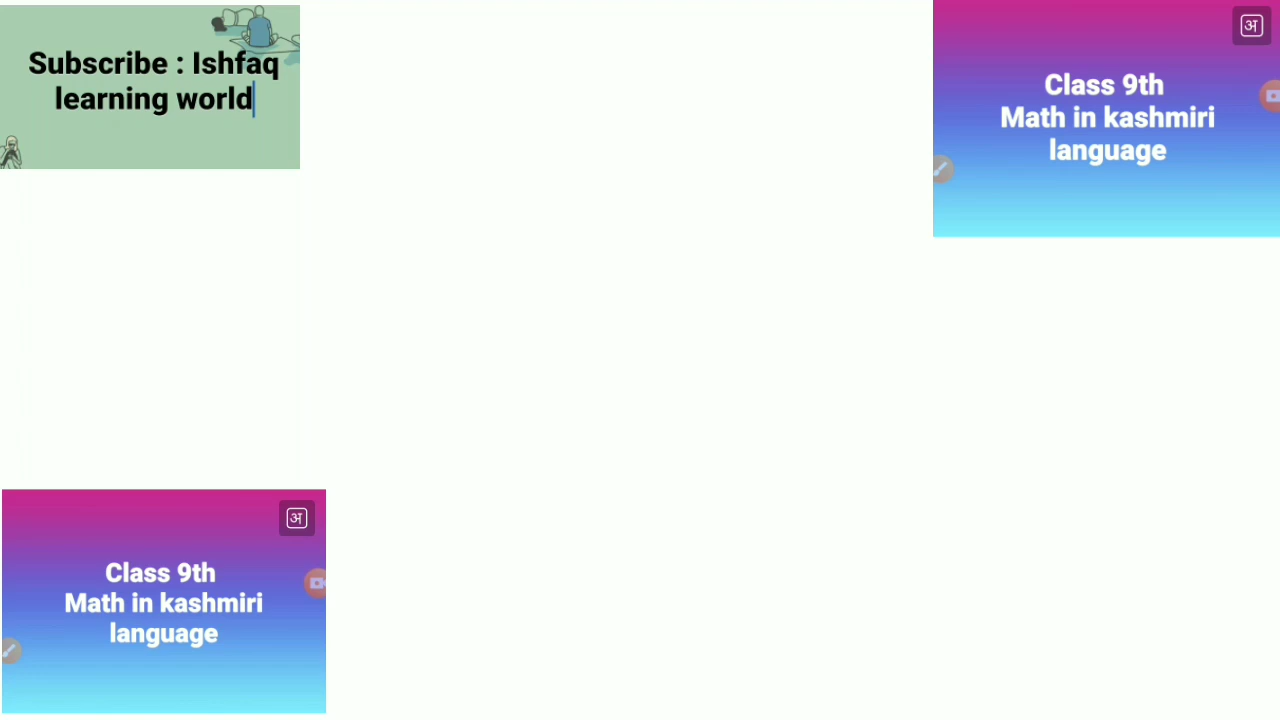 Subscribe : Ishfaq
learning world
अ
Class 9th
Math in kashmiri
language
अ
Class 9th
Math in kashmiri
language